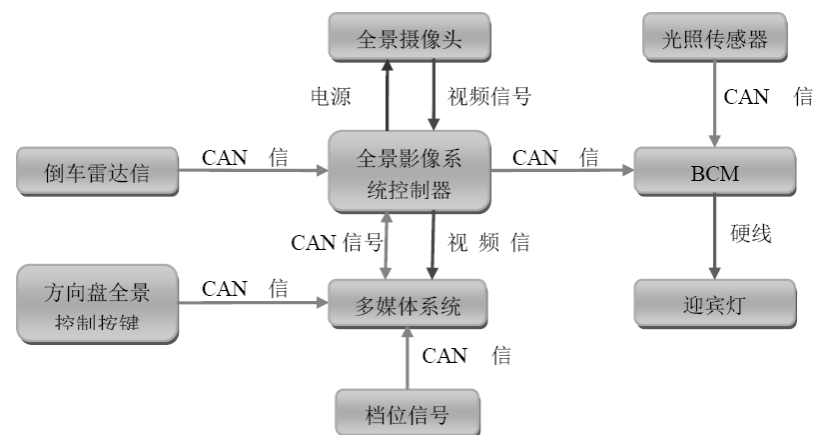 全景摄像头
光照传感器
电源
视频信号
CAN 信
倒车雷达信
CAN 信
全景影像系
统控制器
CAN 信
BCM
CAN 信号
视 频 信
硬线
方向盘全景
控制按键
CAN 信
多媒体系统
迎宾灯
CAN 信
档位信号